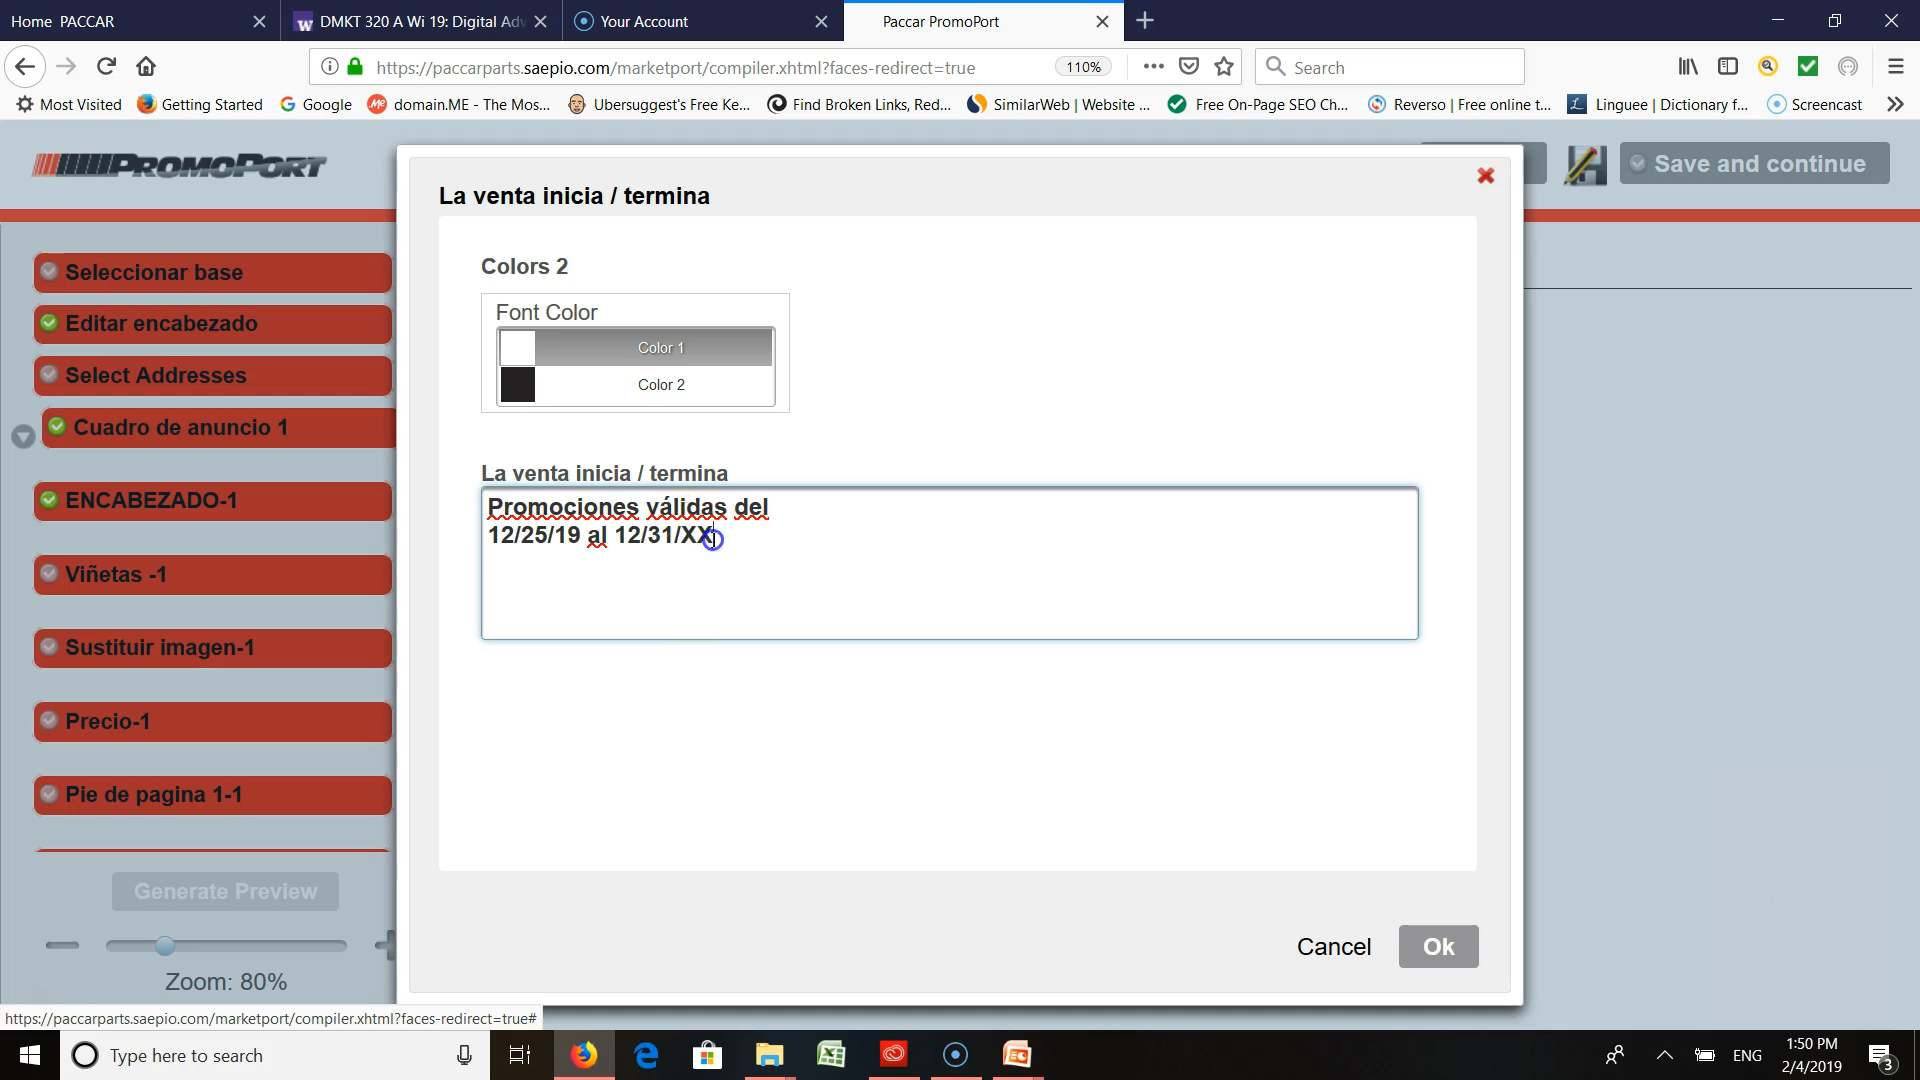 Home PACCAR
DMKT 320 A Wi 19: Digital Adv
Your Account
Paccar PromoPort
https://paccarparts.saepio.com/marketport/compiler.xhtml?faces-redirect=true
110%
Search
Most Visited
Getting Started
Google
domain.ME - The Mos...
Ubersuggest's Free Ke...
Find Broken Links, Red...
SimilarWeb | Website ...
Free On-Page SEO Ch...
Reverso | Free online t...
Linguee | Dictionary f...
Screencast
PROMOPORT
Save and continue
La venta inicia / termina
Colors 2
Font Color
Color 1
Color 2
La venta inicia / termina
Promociones válidas del
12/25/19 al 12/31/XX
Seleccionar base
Editar encabezado
Select Addresses
Cuadro de anuncio 1
ENCABEZADO-1
Viñetas -1
Sustituir imagen-1
Precio-1
Pie de pagina 1-1
Generate Preview
Zoom: 80%
Cancel
Ok
https://paccarparts.saepio.com/marketport/compiler.xhtml?faces-redirect=true#
Type here to search
ENG
1:50 PM
2/4/2019
3